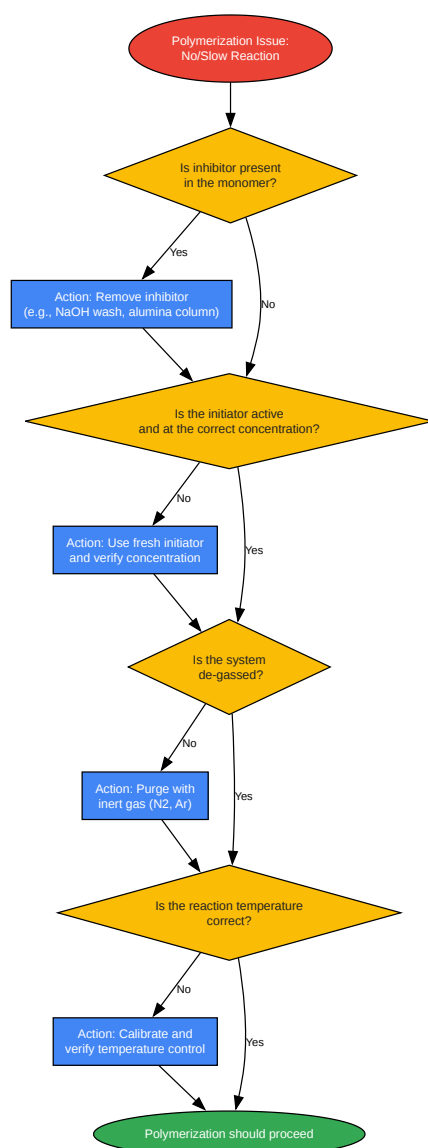 Polymerization Issue:
No/Slow Reaction
Is inhibitor present
in the monomer?
Yes
Action: Remove inhibitor
(e.g., NaOH wash, alumina column)
No
Is the initiator active
and at the correct concentration?
No
Action: Use fresh initiator
and verify concentration
Yes
Is the system
de-gassed?
No
Action: Purge with
inert gas (N2, Ar)
Yes
Is the reaction temperature
correct?
No
Action: Calibrate and
verify temperature control
Yes
Polymerization should proceed